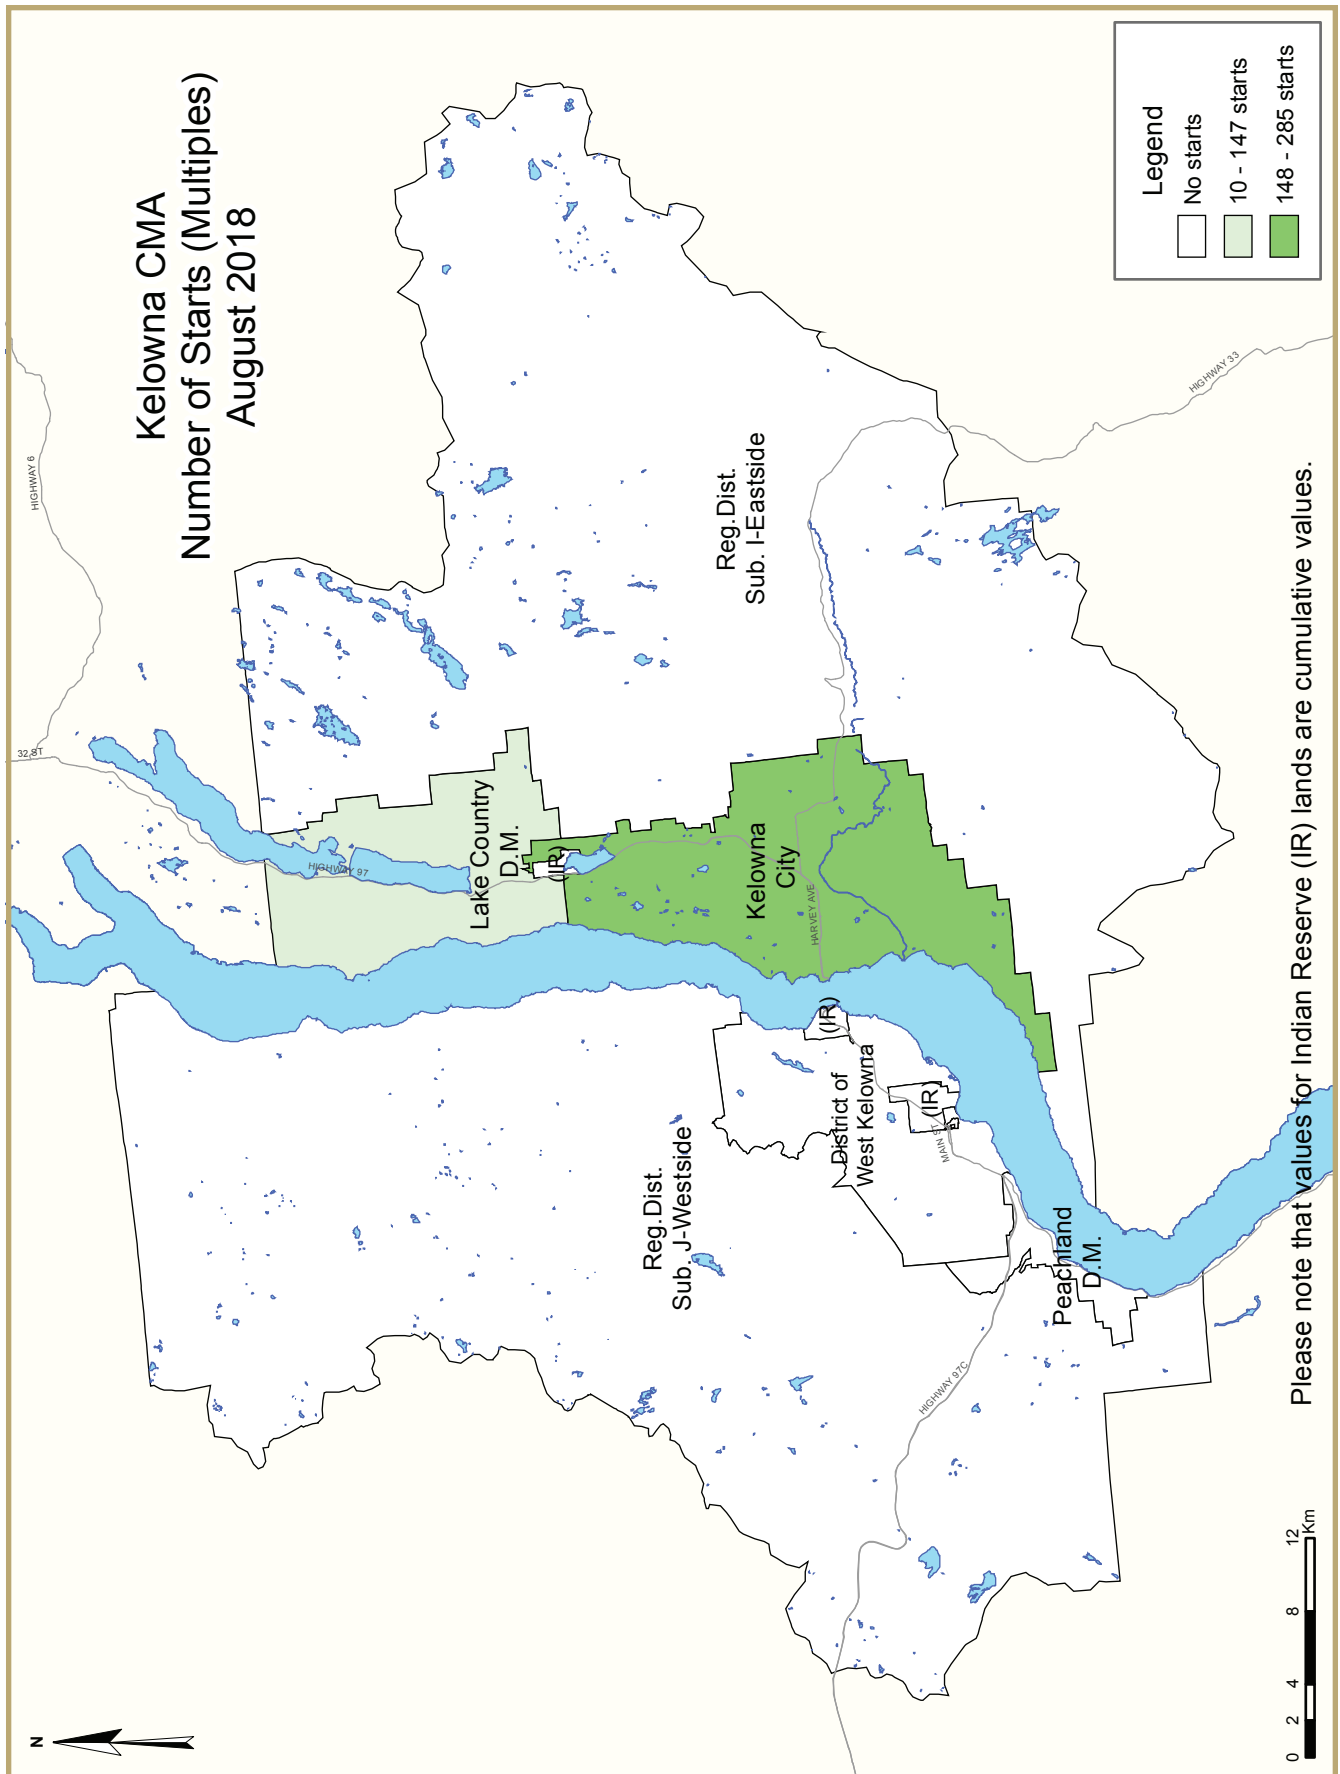 Kelowna CMA
Number of Starts (Multiples)
August 2018
Legend
No starts
10 - 147 starts
148 - 285 starts
HIGHWAY 6
32 ST
HIGHWAY 97
Lake Country
D.M.
(IR)
Kelowna
City
HARVEY AVE
Reg.Dist.
Sub. I-Eastside
HIGHWAY 33
Reg.Dist.
Sub. J-Westside
(IR)
District of
West Kelowna
(IR)
MAIN ST
Peachland
D.M.
HIGHWAY 97C
N
0 2 4 8 12
Km
Please note that values for Indian Reserve (IR) lands are cumulative values.